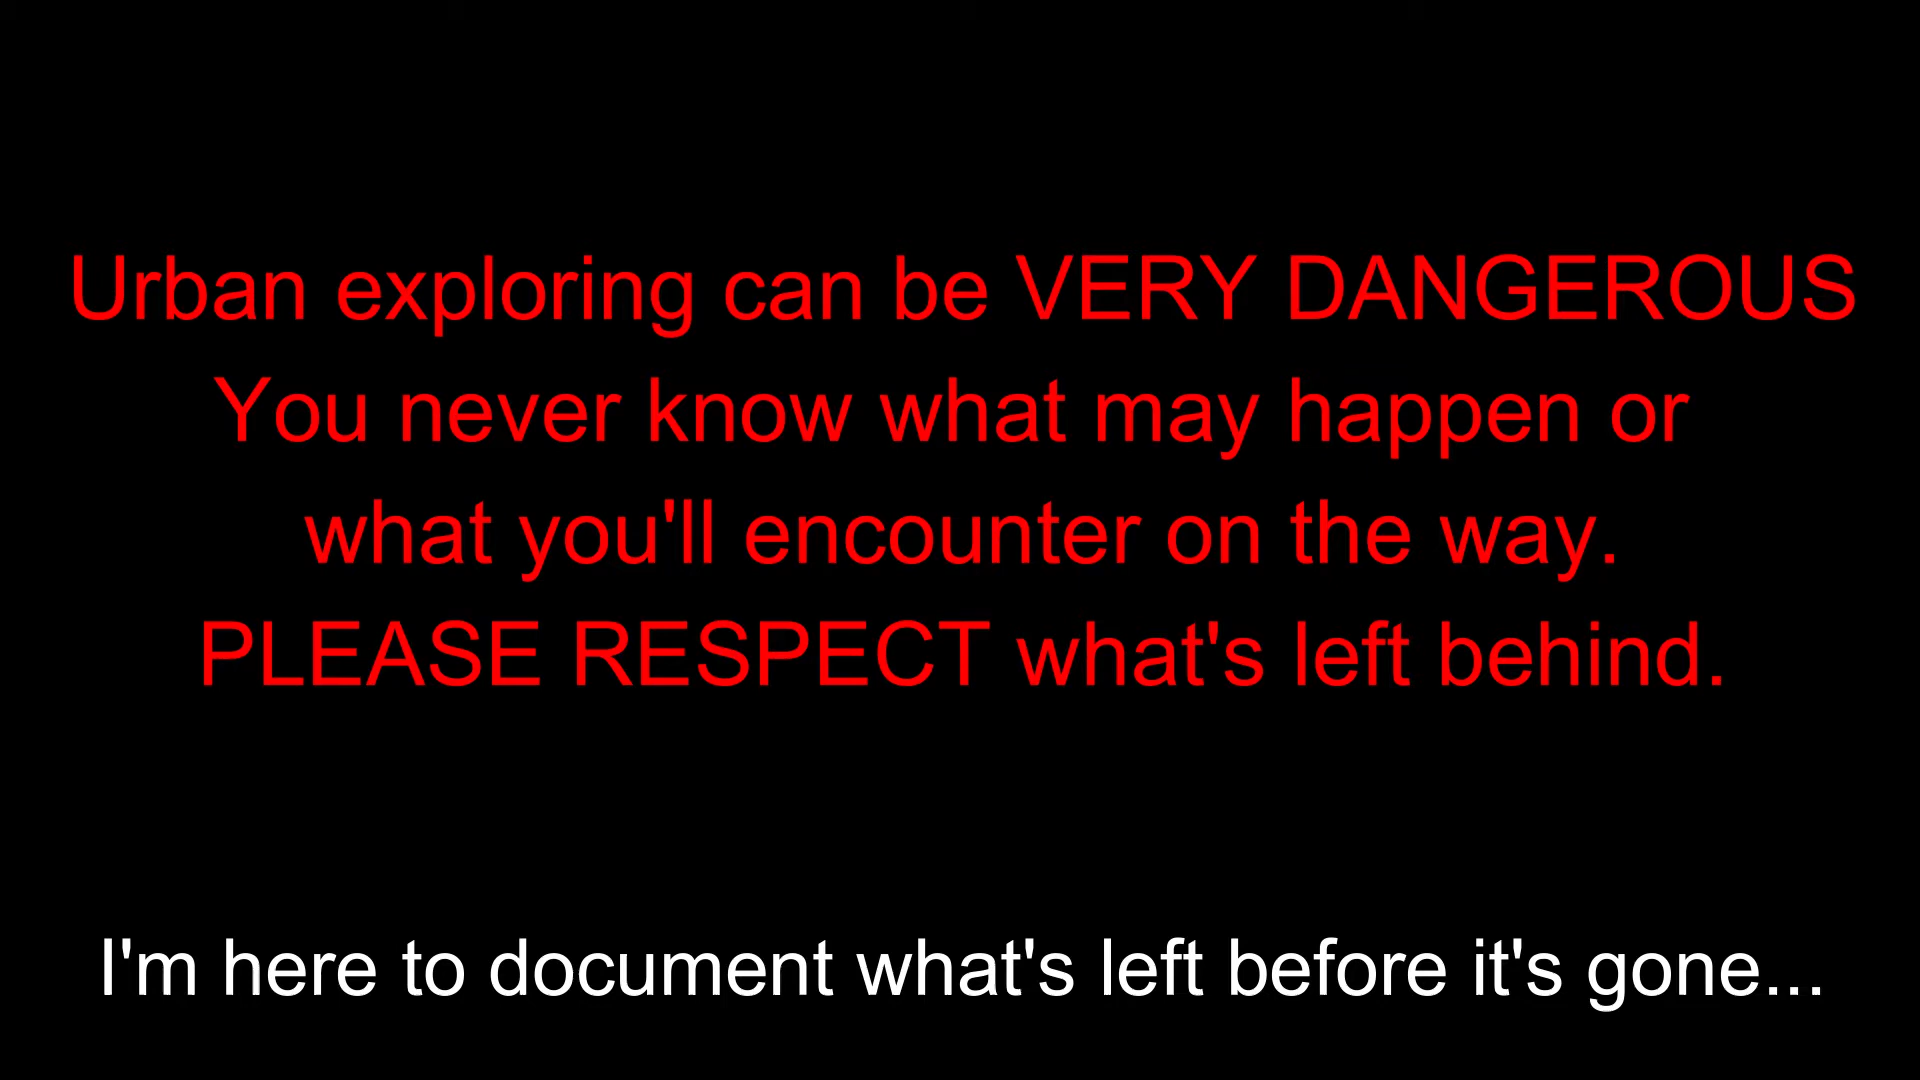 Urban exploring can be VERY DANGEROUS
You never know what may happen or
what you'll encounter on the way.
PLEASE RESPECT what's left behind.
I'm here to document what's left before it's gone...